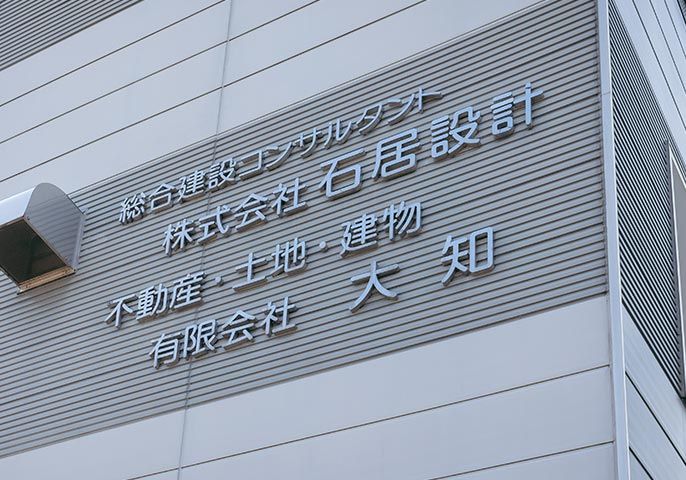 総合建設コンサルタント
株式会社 石居設計
不動産・土地・建物
有限会社 大知